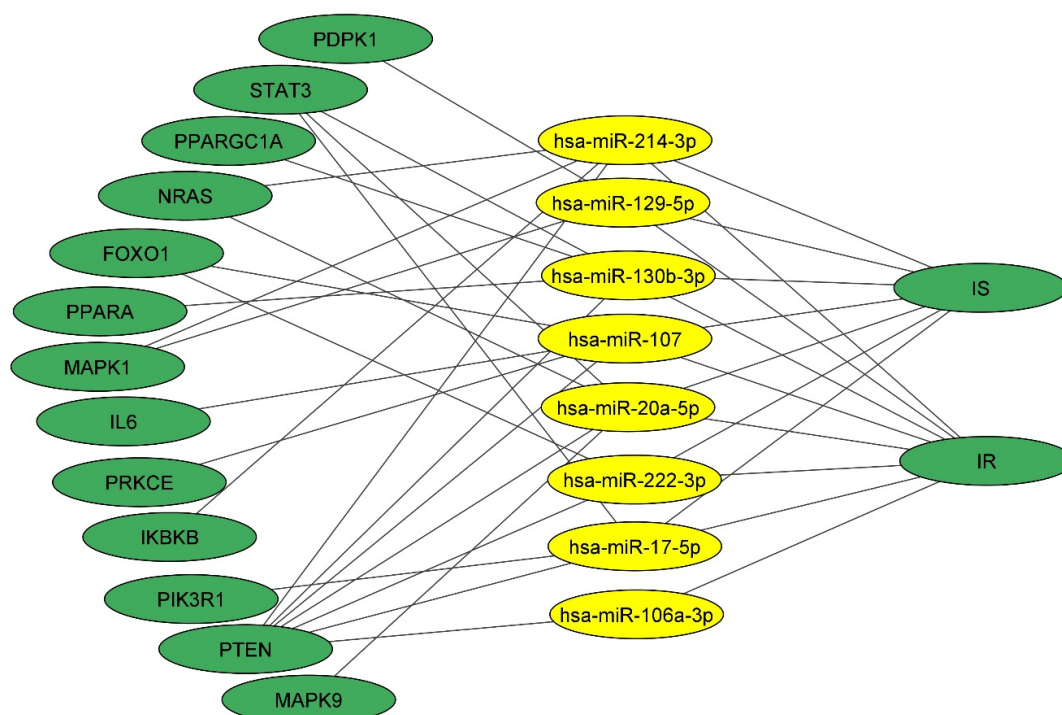 PDPK1
STAT3
PPARGC1A
NRAS
FOXO1
PPARA
MAPK1
IL6
PRKCE
IKBKB
PIK3R1
PTEN
MAPK9
hsa-miR-214-3p
hsa-miR-129-5p
hsa-miR-130b-3p
hsa-miR-107
hsa-miR-20a-5p
hsa-miR-222-3p
hsa-miR-17-5p
hsa-miR-106a-3p
IS
IR